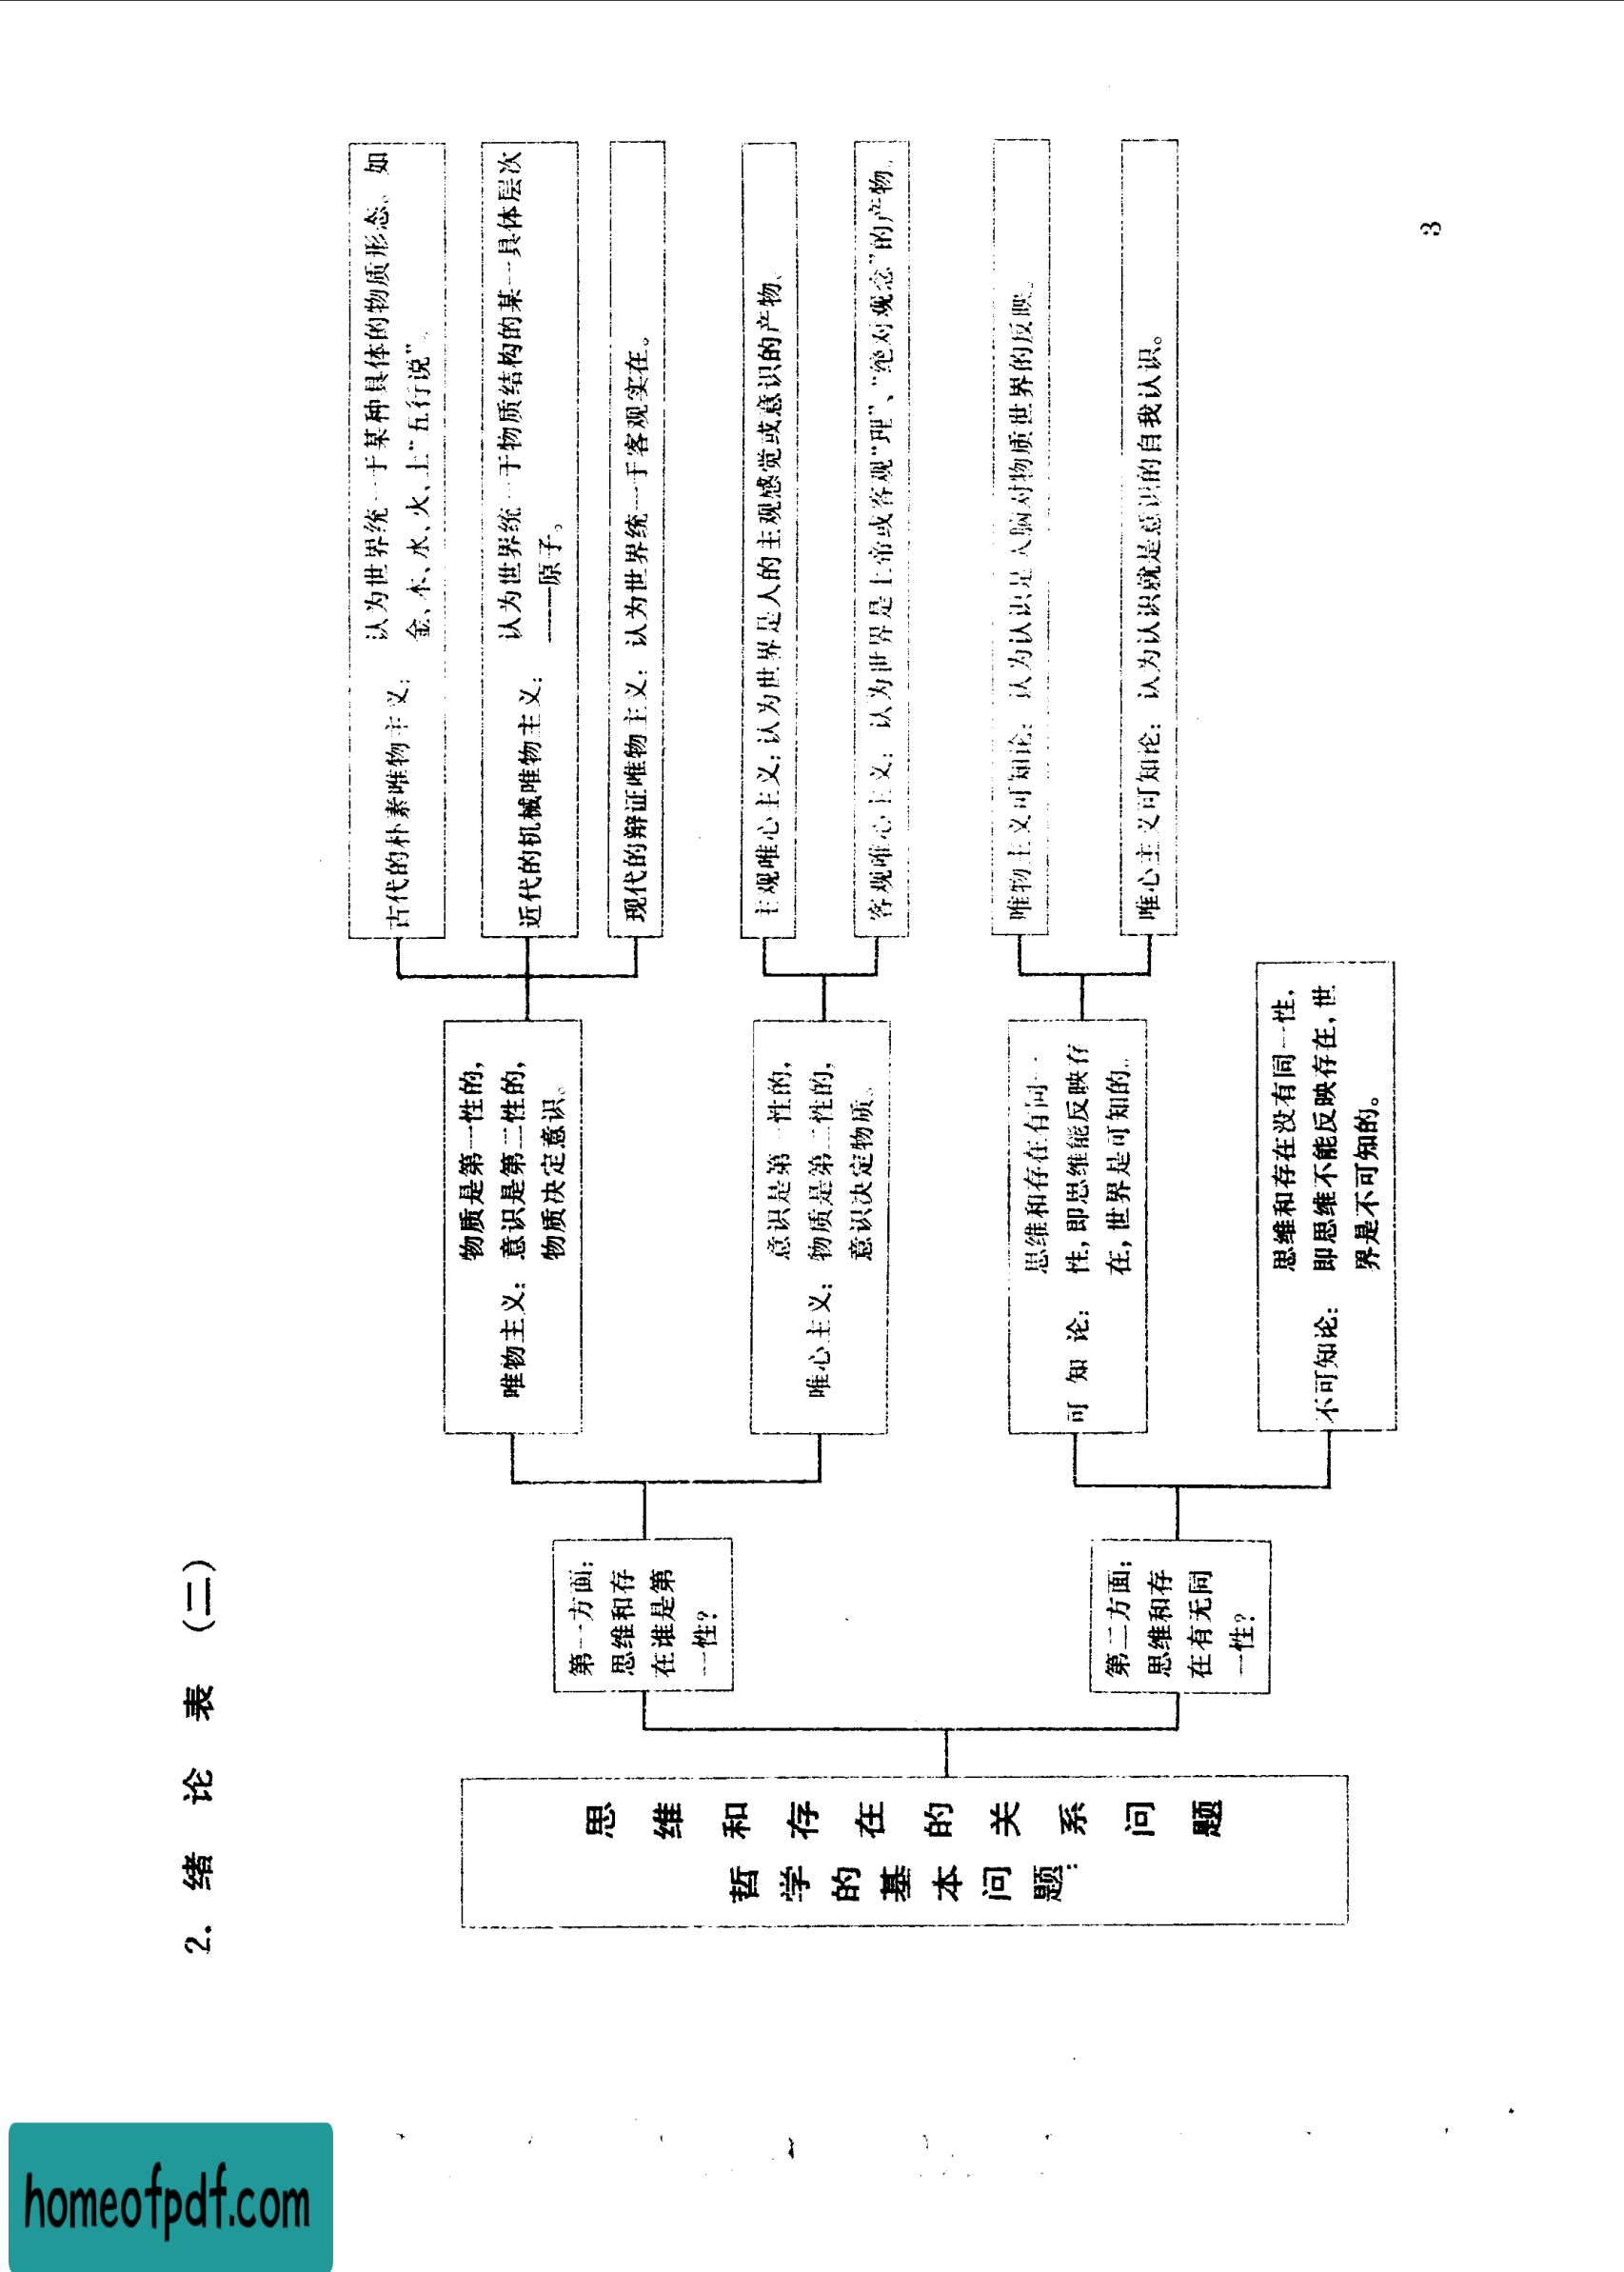 2. 绪论表（二）
哲学的基本问题:
思维和存在的关系问题
第一方面:
思维和存
在谁是第
一性?
唯物主义:
物质是第一性的,
意识是第二性的,
物质决定意识。
古代的朴素唯物主义:
认为世界统一于某种具体的物质形态。如
金、木、水、火、土“五行说”。
近代的机械唯物主义:
认为世界统一于物质结构的某一具体层次
——原子。
现代的辩证唯物主义: 认为世界统一于客观实在。
唯心主义:
意识是第一性的,
物质是第二性的,
意识决定物质。
主观唯心主义: 认为世界是人的主观感觉或意识的产物。
客观唯心主义: 认为世界是上帝或客观“理”、“绝对观念”的产物。
第二方面:
思维和存
在有无同
一性?
可知论:
思维和存在有同一
性, 即思维能反映存
在, 世界是可知的。
唯物主义可知论: 认为认识是人脑对物质世界的反映。
唯心主义可知论: 认为认识就是意识的自我认识。
不可知论:
思维和存在没有同一性,
即思维不能反映存在, 世
界是不可知的。
3
homeofpdf.com